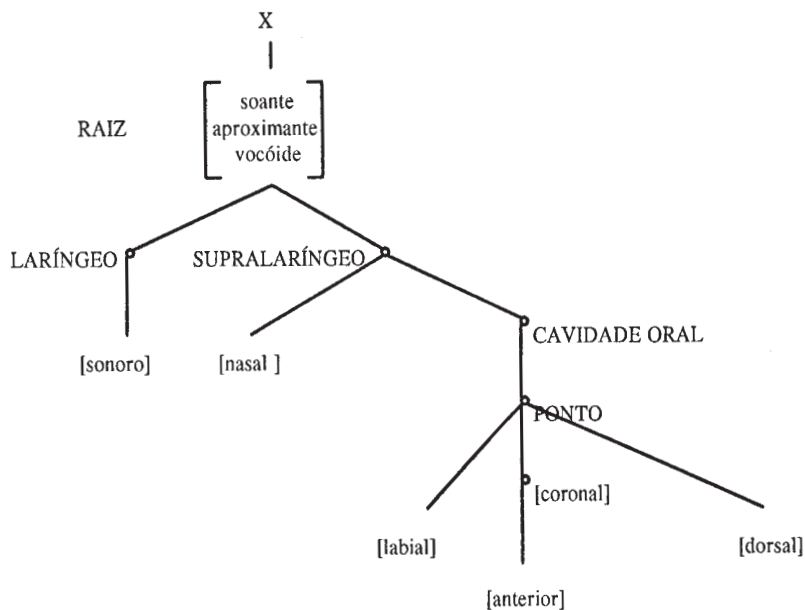 X
soante
RAIZ aproximante
vocóide
LARÍNGEO SUPRALARÍNGEO
CAVIDADE ORAL
[sonoro] [nasal ]
PONTO
[coronal]
[labial] [dorsal]
[anterior]